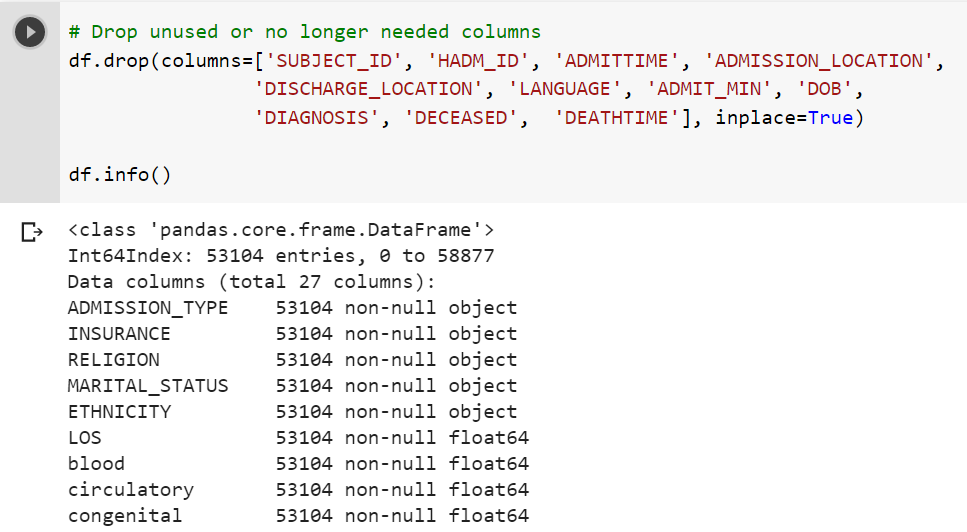 # Drop unused or no longer needed columns
df.drop(columns=['SUBJECT_ID', 'HADM_ID', 'ADMITTIME', 'ADMISSION_LOCATION',
                'DISCHARGE_LOCATION', 'LANGUAGE', 'ADMIT_MIN', 'DOB',
                'DIAGNOSIS', 'DECEASED',  'DEATHTIME'], inplace=True)
df.info()
<class 'pandas.core.frame.DataFrame'>
Int64Index: 53104 entries, 0 to 58877
Data columns (total 27 columns):
ADMISSION_TYPE    53104 non-null object
INSURANCE         53104 non-null object
RELIGION          53104 non-null object
MARITAL_STATUS    53104 non-null object
ETHNICITY         53104 non-null object
LOS               53104 non-null float64
blood             53104 non-null float64
circulatory       53104 non-null float64
congenital        53104 non-null float64